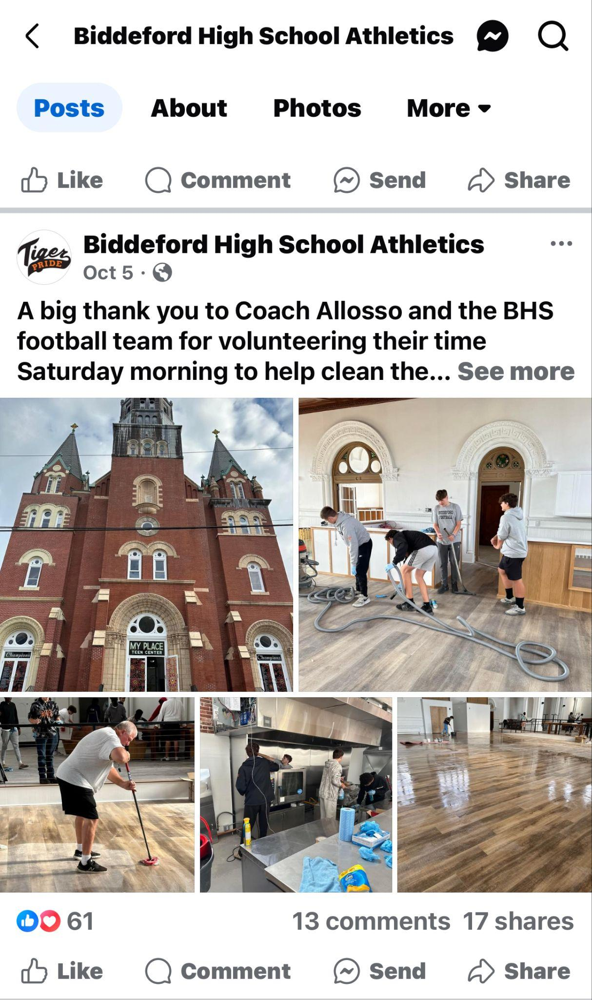 Biddeford High School Athletics
Posts About Photos More
Like Comment Send Share
Tiger
PRIDE
Biddeford High School Athletics
Oct 5 ·
A big thank you to Coach Allosso and the BHS
football team for volunteering their time
Saturday morning to help clean the... See more
MY PLACE
TEEN CENTER
Champions
Champions
BIDDEFORD
FOOTBALL
61 13 comments 17 shares
Like Comment Send Share